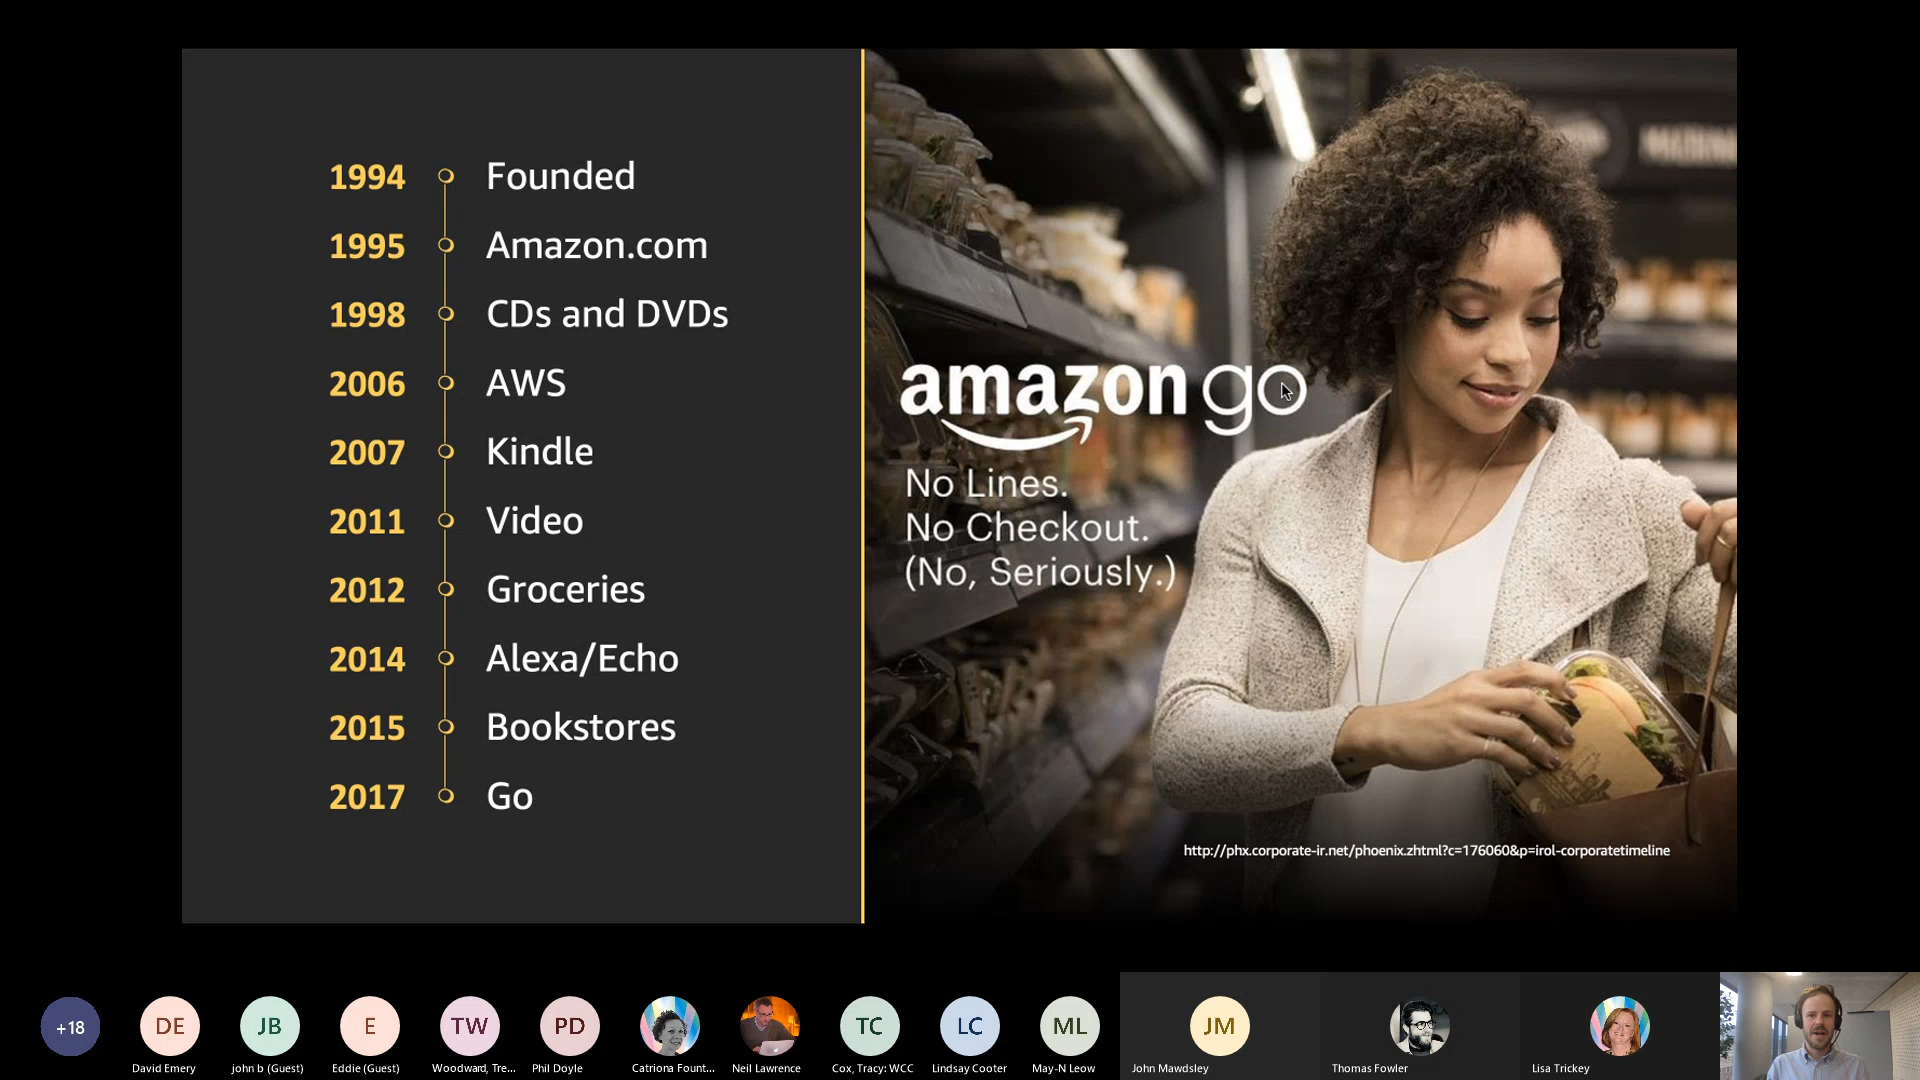 1994 Founded
1995 Amazon.com
1998 CDs and DVDs
2006 AWS
2007 Kindle
2011 Video
2012 Groceries
2014 Alexa/Echo
2015 Bookstores
2017 Go
amazon go
No Lines.
No Checkout.
(No, Seriously.)
http://phx.corporate-ir.net/phoenix.zhtml?c=176060&p=irol-corporatetimeline
+18
DE
JB
E
TW
PD
TC
LC
ML
JM
David Emery
john b (Guest)
Eddie (Guest)
Woodward, Tre...
Phil Doyle
Catriona Fount...
Neil Lawrence
Cox, Tracy: WCC
Lindsay Cooter
May-N Leow
John Mawdsley
Thomas Fowler
Lisa Trickey